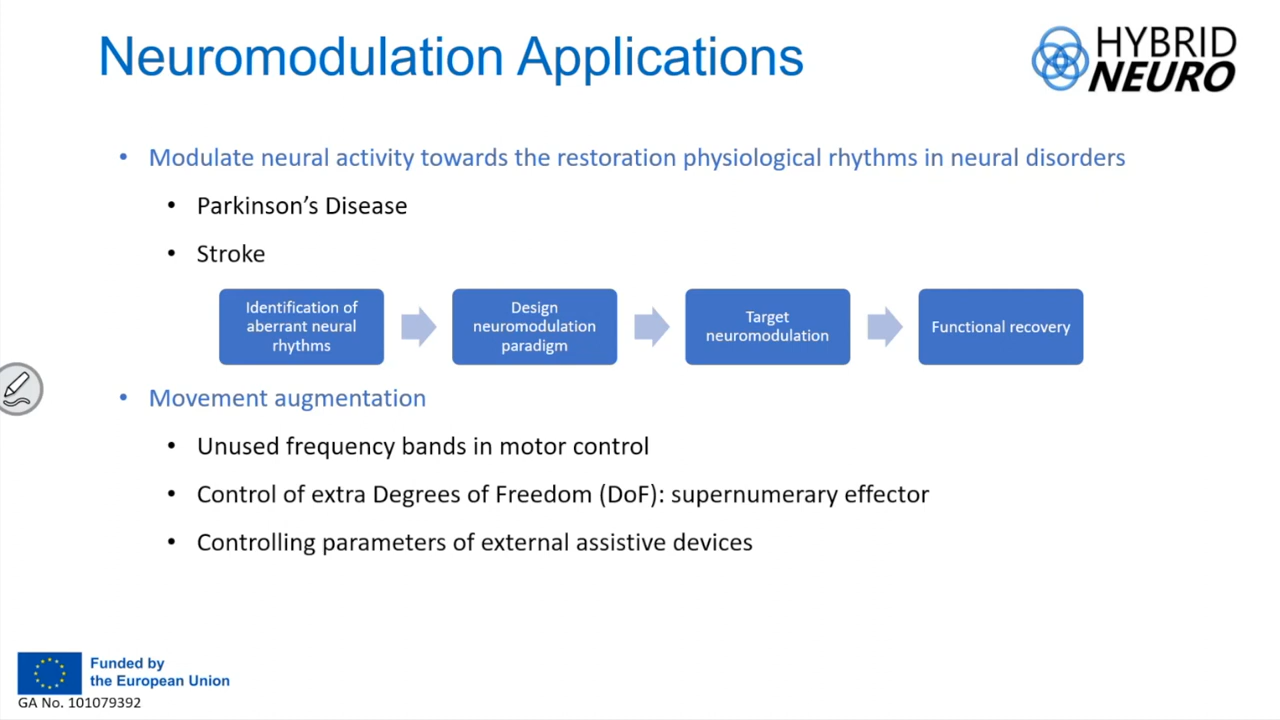 Neuromodulation Applications
HYBRID
NEURO
• Modulate neural activity towards the restoration physiological rhythms in neural disorders
• Parkinson’s Disease
• Stroke
Identification of
aberrant neural
rhythms
Design
neuromodulation
paradigm
Target
neuromodulation
Functional recovery
• Movement augmentation
• Unused frequency bands in motor control
• Control of extra Degrees of Freedom (DoF): supernumerary effector
• Controlling parameters of external assistive devices
Funded by
the European Union
GA No. 101079392